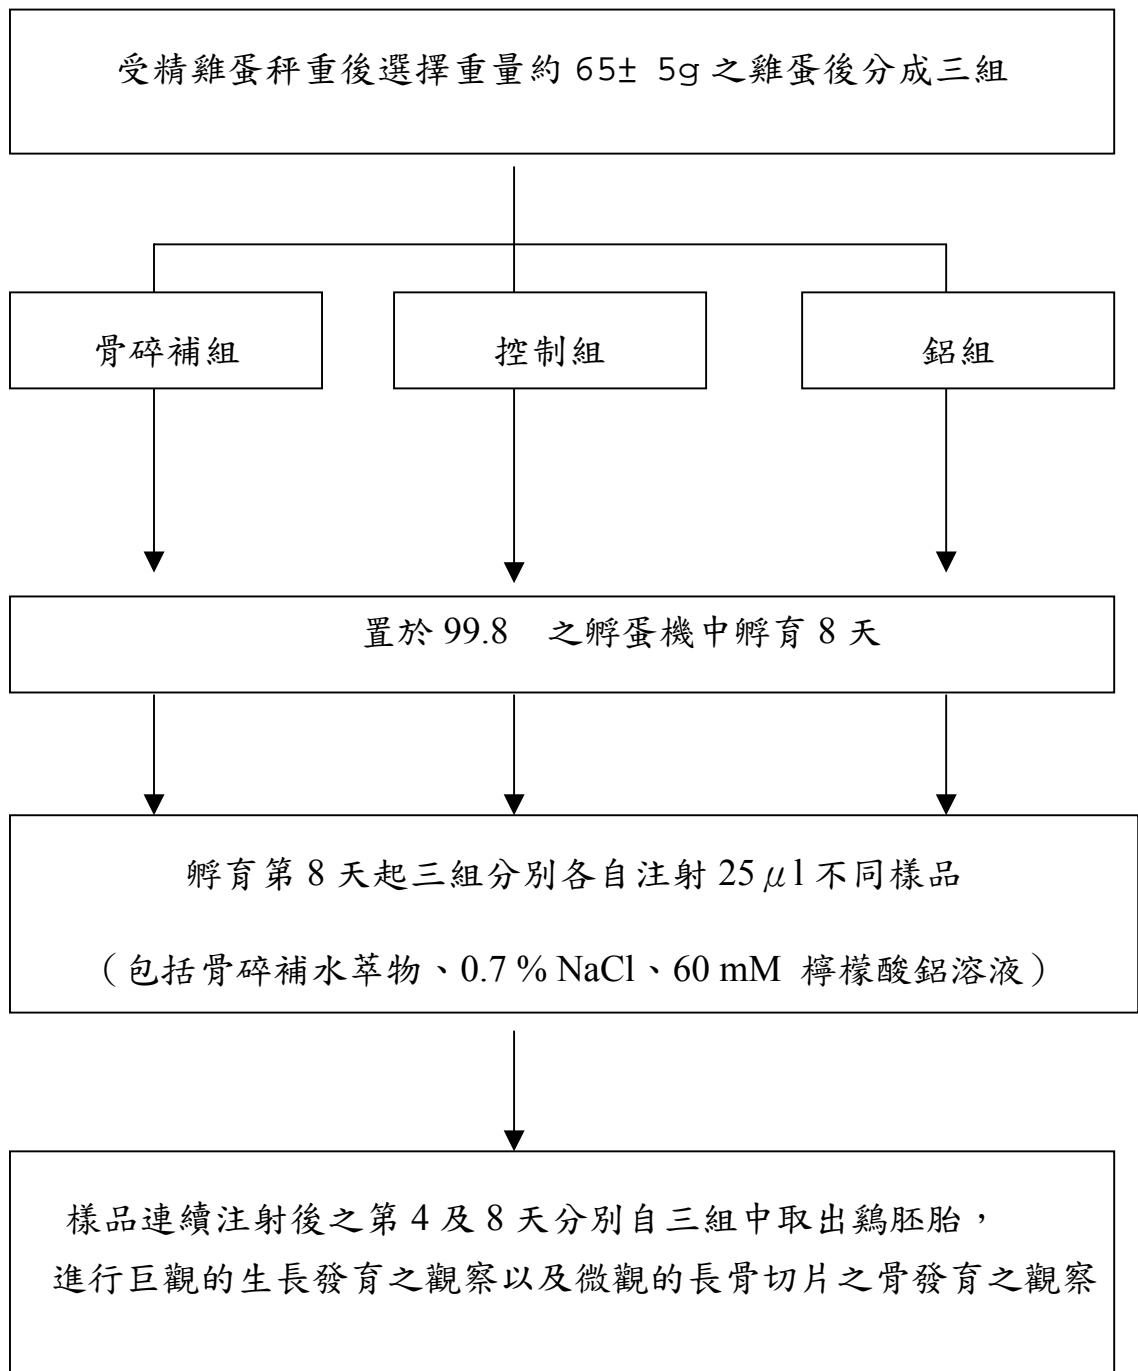 受精雞蛋秤重後選擇重量約 65± 5g 之雞蛋後分成三組
骨碎補組
控制組
鋁組
置於 99.8 之孵蛋機中孵育 8 天
孵育第 8 天起三組分別各自注射 25 μl 不同樣品
（包括骨碎補水萃物、0.7 % NaCl、60 mM 檸檬酸鋁溶液）
樣品連續注射後之第 4 及 8 天分別自三組中取出鷄胚胎，
進行巨觀的生長發育之觀察以及微觀的長骨切片之骨發育之觀察